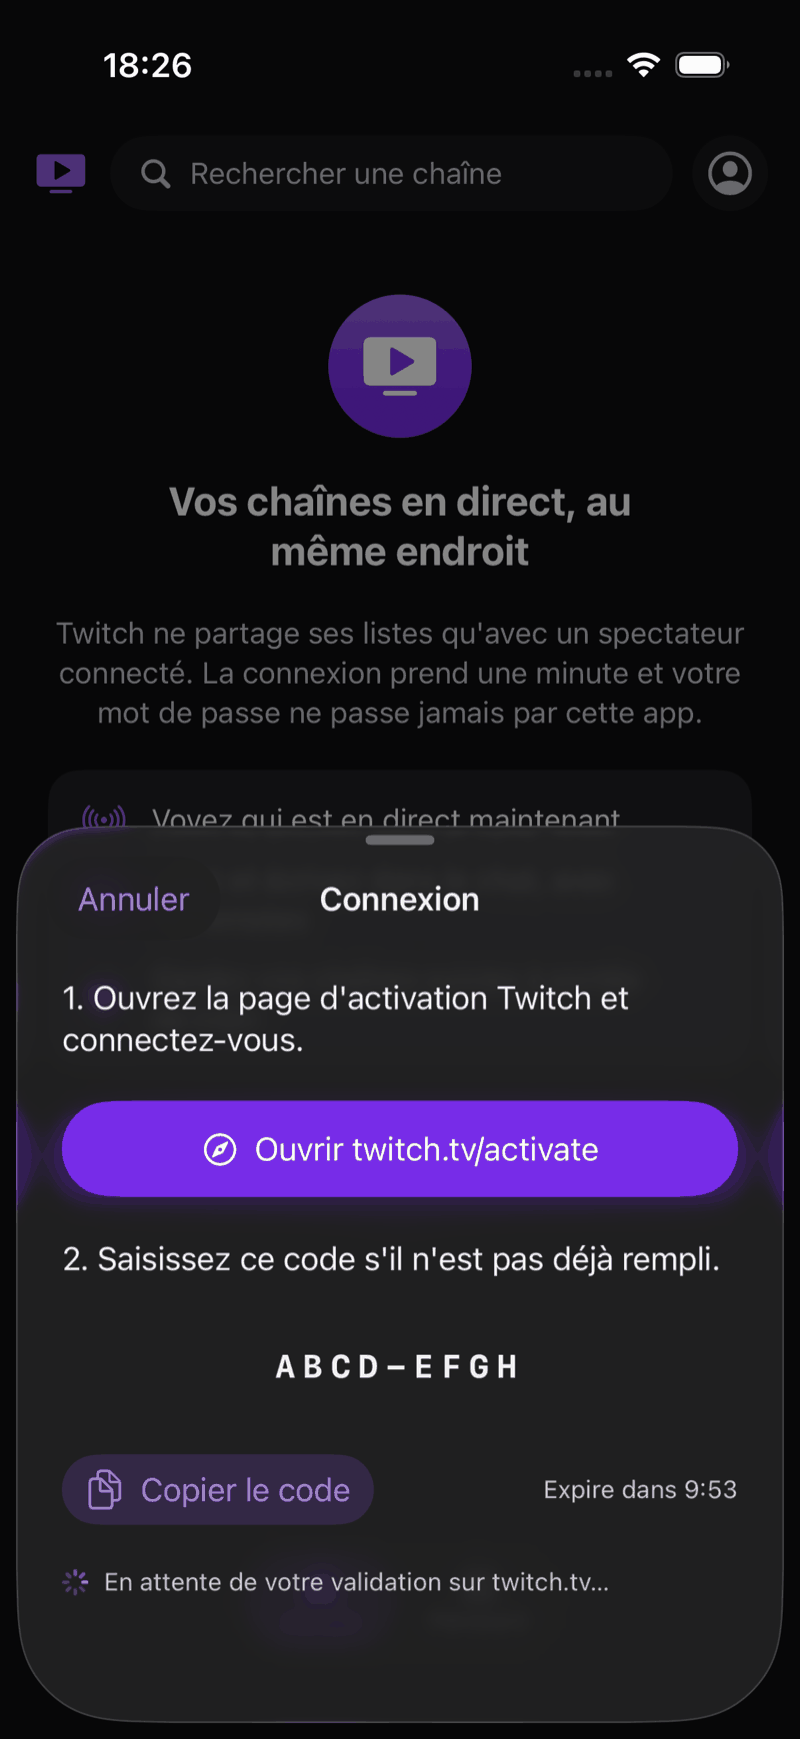 18:26
Rechercher une chaîne
Vos chaînes en direct, au
même endroit
Twitch ne partage ses listes qu'avec un spectateur
connecté. La connexion prend une minute et votre
mot de passe ne passe jamais par cette app.
Voyez qui est en direct maintenant
Annuler
Connexion
1. Ouvrez la page d'activation Twitch et
connectez-vous.
Ouvrir twitch.tv/activate
2. Saisissez ce code s'il n'est pas déjà rempli.
ABCD-EFGH
Copier le code
Expire dans 9:53
En attente de votre validation sur twitch.tv...